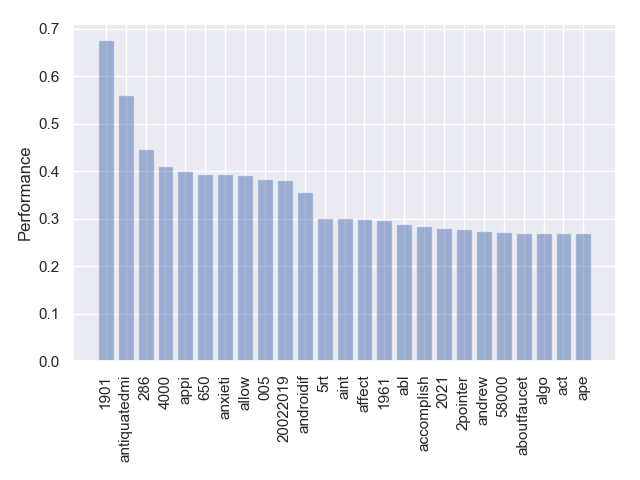 0.7
0.6
0.5
0.4
0.3
0.2
0.1
0.0
Performance
1901
antiquatedmi
286
4000
appi
650
anxieti
allow
005
20022019
androidif
5rt
aint
affect
1961
abl
accomplish
2021
2pointer
andrew
58000
aboutfaucet
algo
act
ape